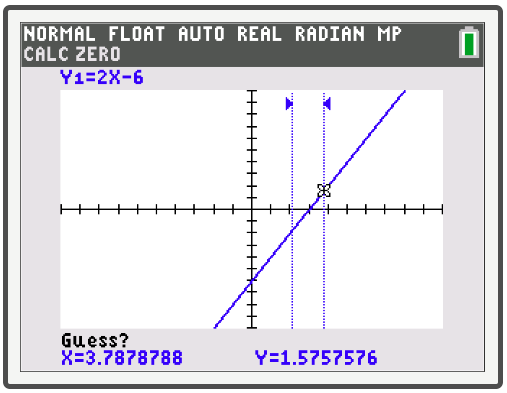 NORMAL FLOAT AUTO REAL RADIAN MP
CALC ZERO
Y1=2X-6
Guess?
X=3.7878788 Y=1.5757576